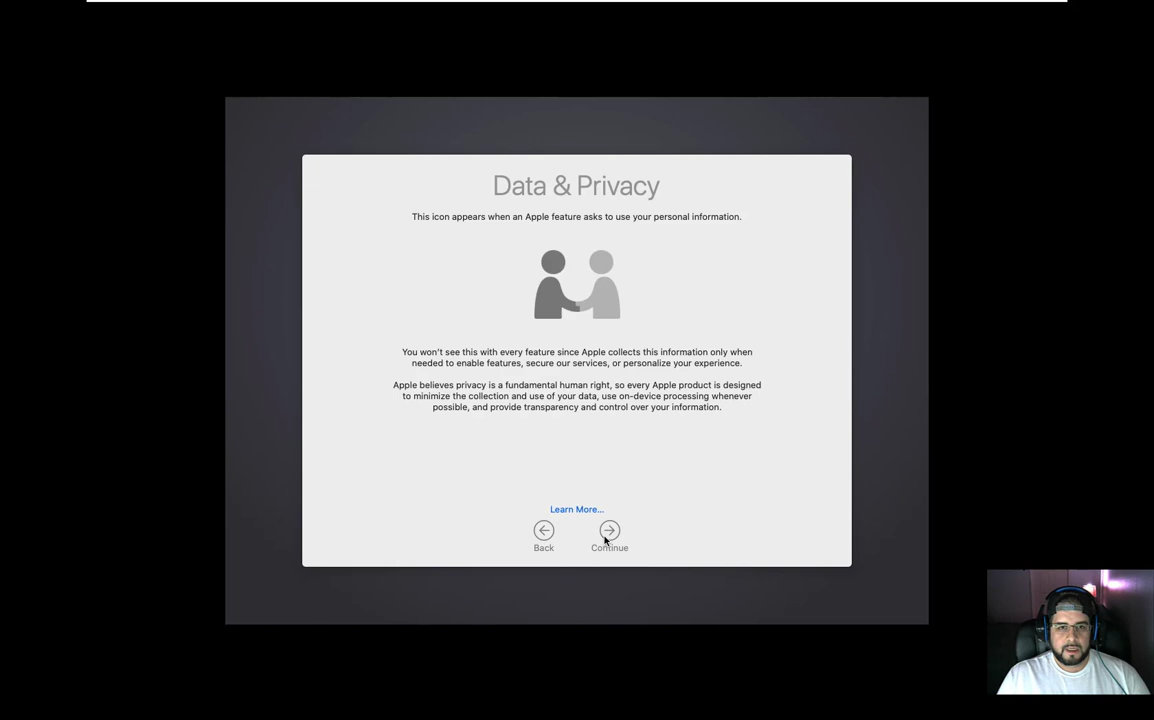 Data & Privacy
This icon appears when an Apple feature asks to use your personal information.
You won't see this with every feature since Apple collects this information only when
needed to enable features, secure our services, or personalize your experience.
Apple believes privacy is a fundamental human right, so every Apple product is designed
to minimize the collection and use of your data, use on-device processing whenever
possible, and provide transparency and control over your information.
Learn More...
Back
Continue